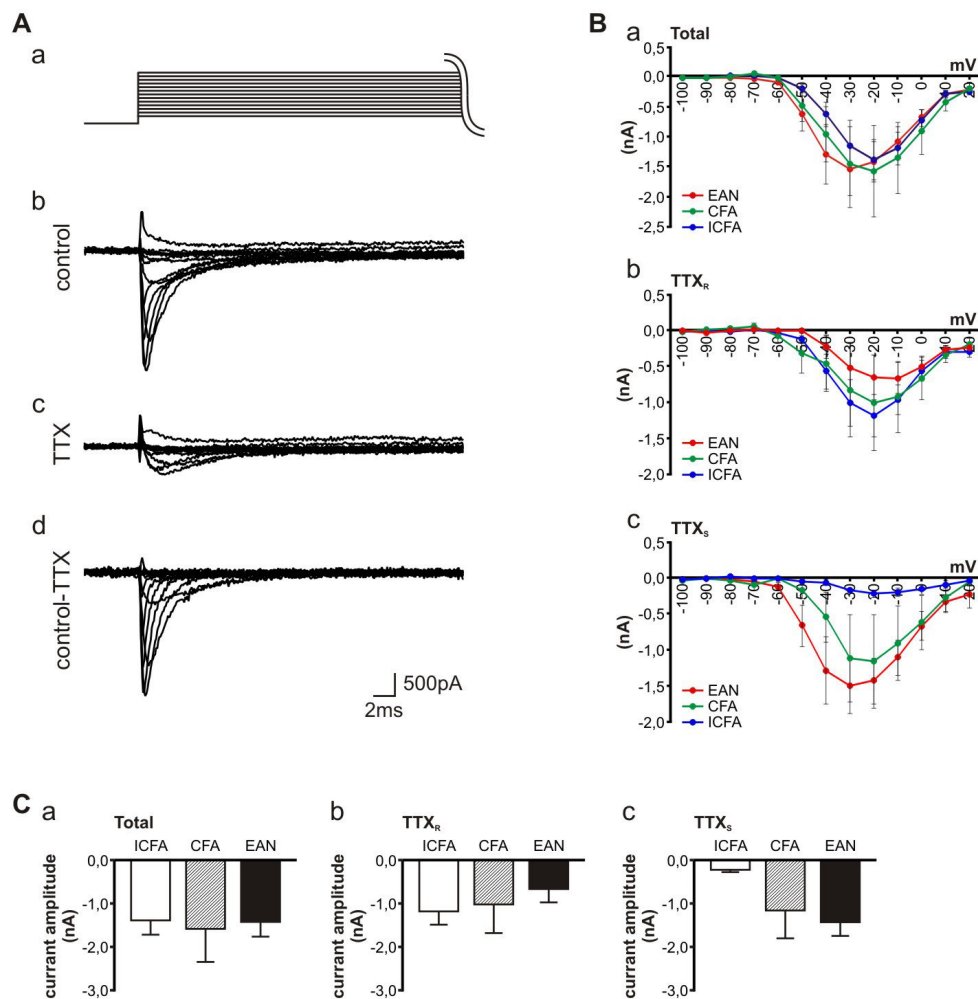 A
a
b
control
c
TTX
d
control-TTX
500pA
2ms
B
a
Total
mV
0,5
0,0
-0,5
-1,0
-1,5
-2,0
-2,5
(nA)
-100 -90 -80 -70 -60 -50 -40 -30 -20 -10 0 10 20
EAN
CFA
ICFA
b
TTXR
mV
0,5
0,0
-0,5
-1,0
-1,5
-2,0
(nA)
-100 -90 -80 -70 -60 -50 -40 -30 -20 -10 0 10 20
EAN
CFA
ICFA
c
TTXS
mV
0,5
0,0
-0,5
-1,0
-1,5
-2,0
(nA)
-100 -90 -80 -70 -60 -50 -40 -30 -20 -10 0 10 20
EAN
CFA
ICFA
C
a
Total
ICFA CFA EAN
0,0
-1,0
-2,0
-3,0
currant amplitude
(nA)
b
TTXR
ICFA CFA EAN
0,0
-1,0
-2,0
-3,0
currant amplitude
(nA)
c
TTXS
ICFA CFA EAN
0,0
-1,0
-2,0
-3,0
currant amplitude
(nA)